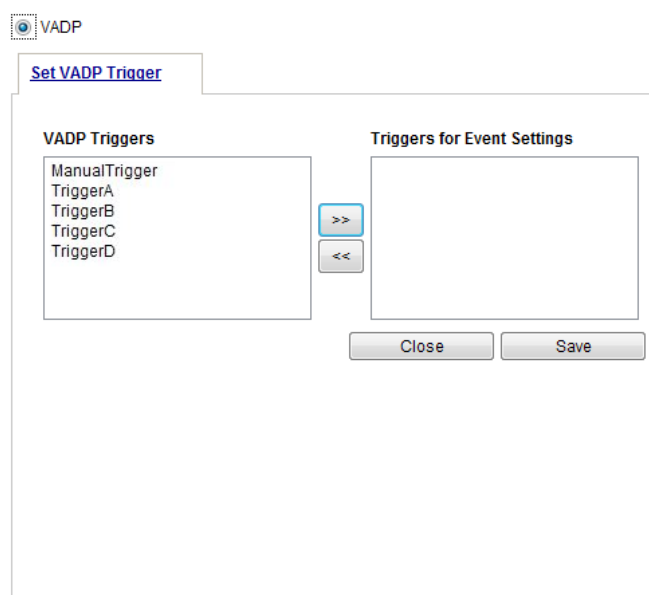 VADP
Set VADP Trigger
VADP Triggers
Triggers for Event Settings
ManualTrigger
TriggerA
TriggerB
TriggerC
TriggerD
>>
<<
Close
Save